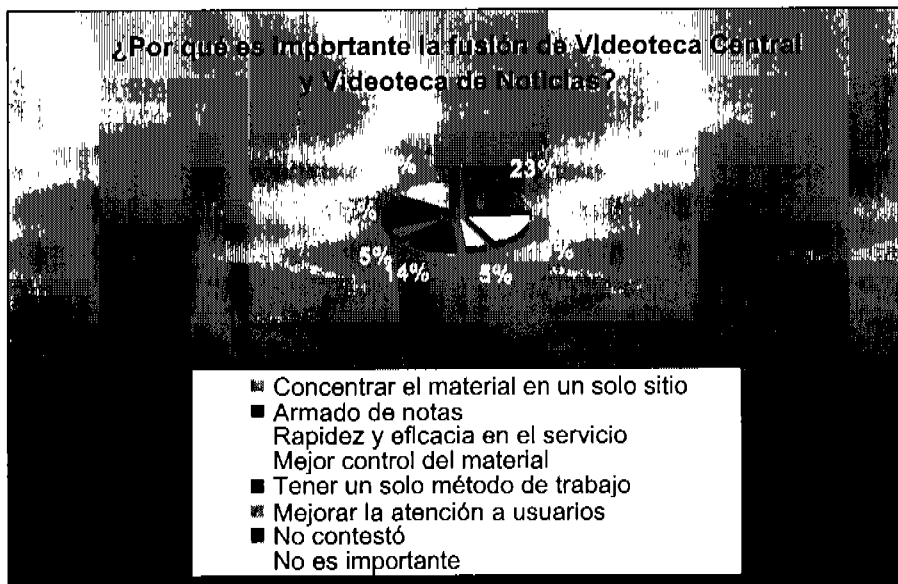 ¿Por qué es importante la fusión de Videoteca Central
y Videoteca de Noticias?
23%
5%
14%
5%
Concentrar el material en un solo sitio
Armado de notas
Rapidez y eficacia en el servicio
Mejor control del material
Tener un solo método de trabajo
Mejorar la atención a usuarios
No contestó
No es importante